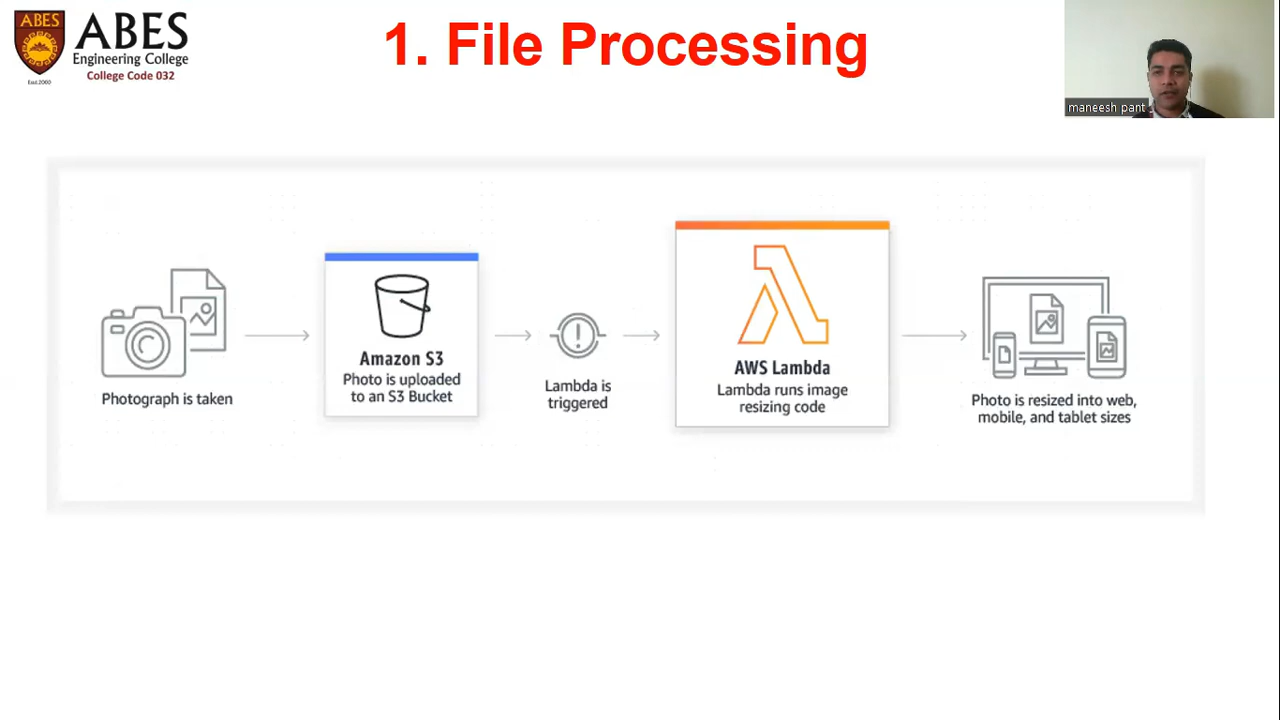 ABES
Estd.2000
ABES
Engineering College
College Code 032
1. File Processing
maneesh pant
Photograph is taken
Amazon S3
Photo is uploaded
to an S3 Bucket
Lambda is
triggered
AWS Lambda
Lambda runs image
resizing code
Photo is resized into web,
mobile, and tablet sizes